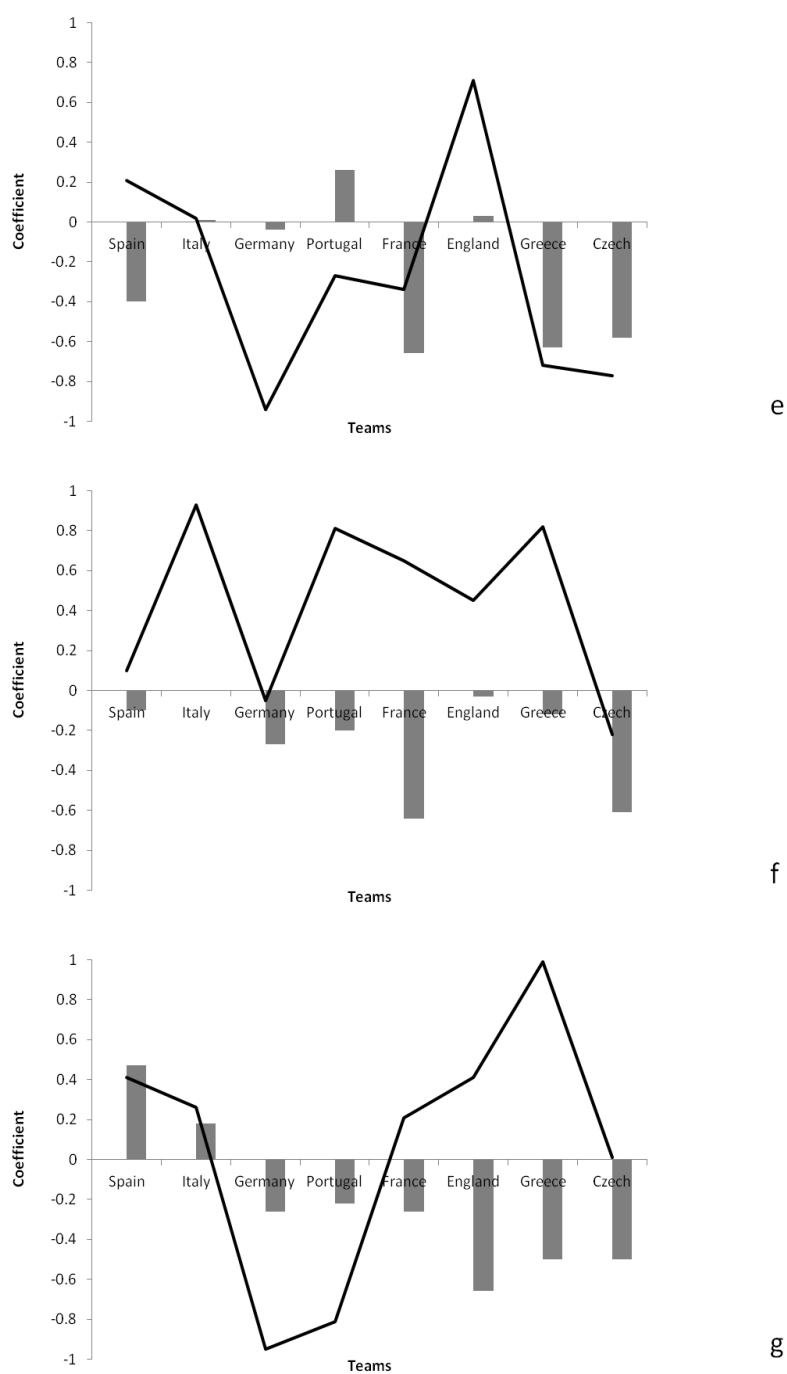 1
0.8
0.6
0.4
0.2
0
-0.2
-0.4
-0.6
-0.8
-1
Coefficient
Spain Italy Germany Portugal France England Greece Czech
Teams
e
1
0.8
0.6
0.4
0.2
0
-0.2
-0.4
-0.6
-0.8
-1
Coefficient
Spain Italy Germany Portugal France England Greece Czech
Teams
f
1
0.8
0.6
0.4
0.2
0
-0.2
-0.4
-0.6
-0.8
-1
Coefficient
Spain Italy Germany Portugal France England Greece Czech
Teams
g